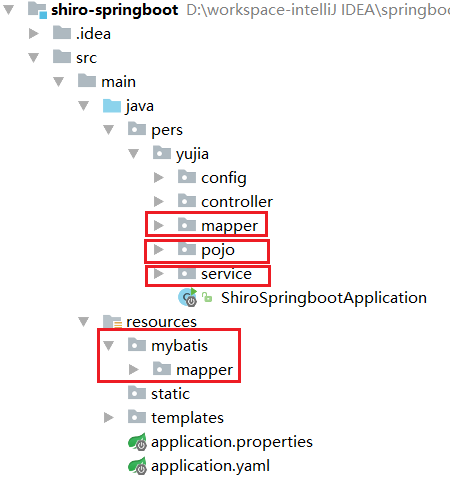 shiro-springboot D:\workspace-intelliJ IDEA\springboo
.idea
src
main
java
pers
yujia
config
controller
mapper
pojo
service
ShiroSpringbootApplication
resources
mybatis
mapper
static
templates
application.properties
application.yaml